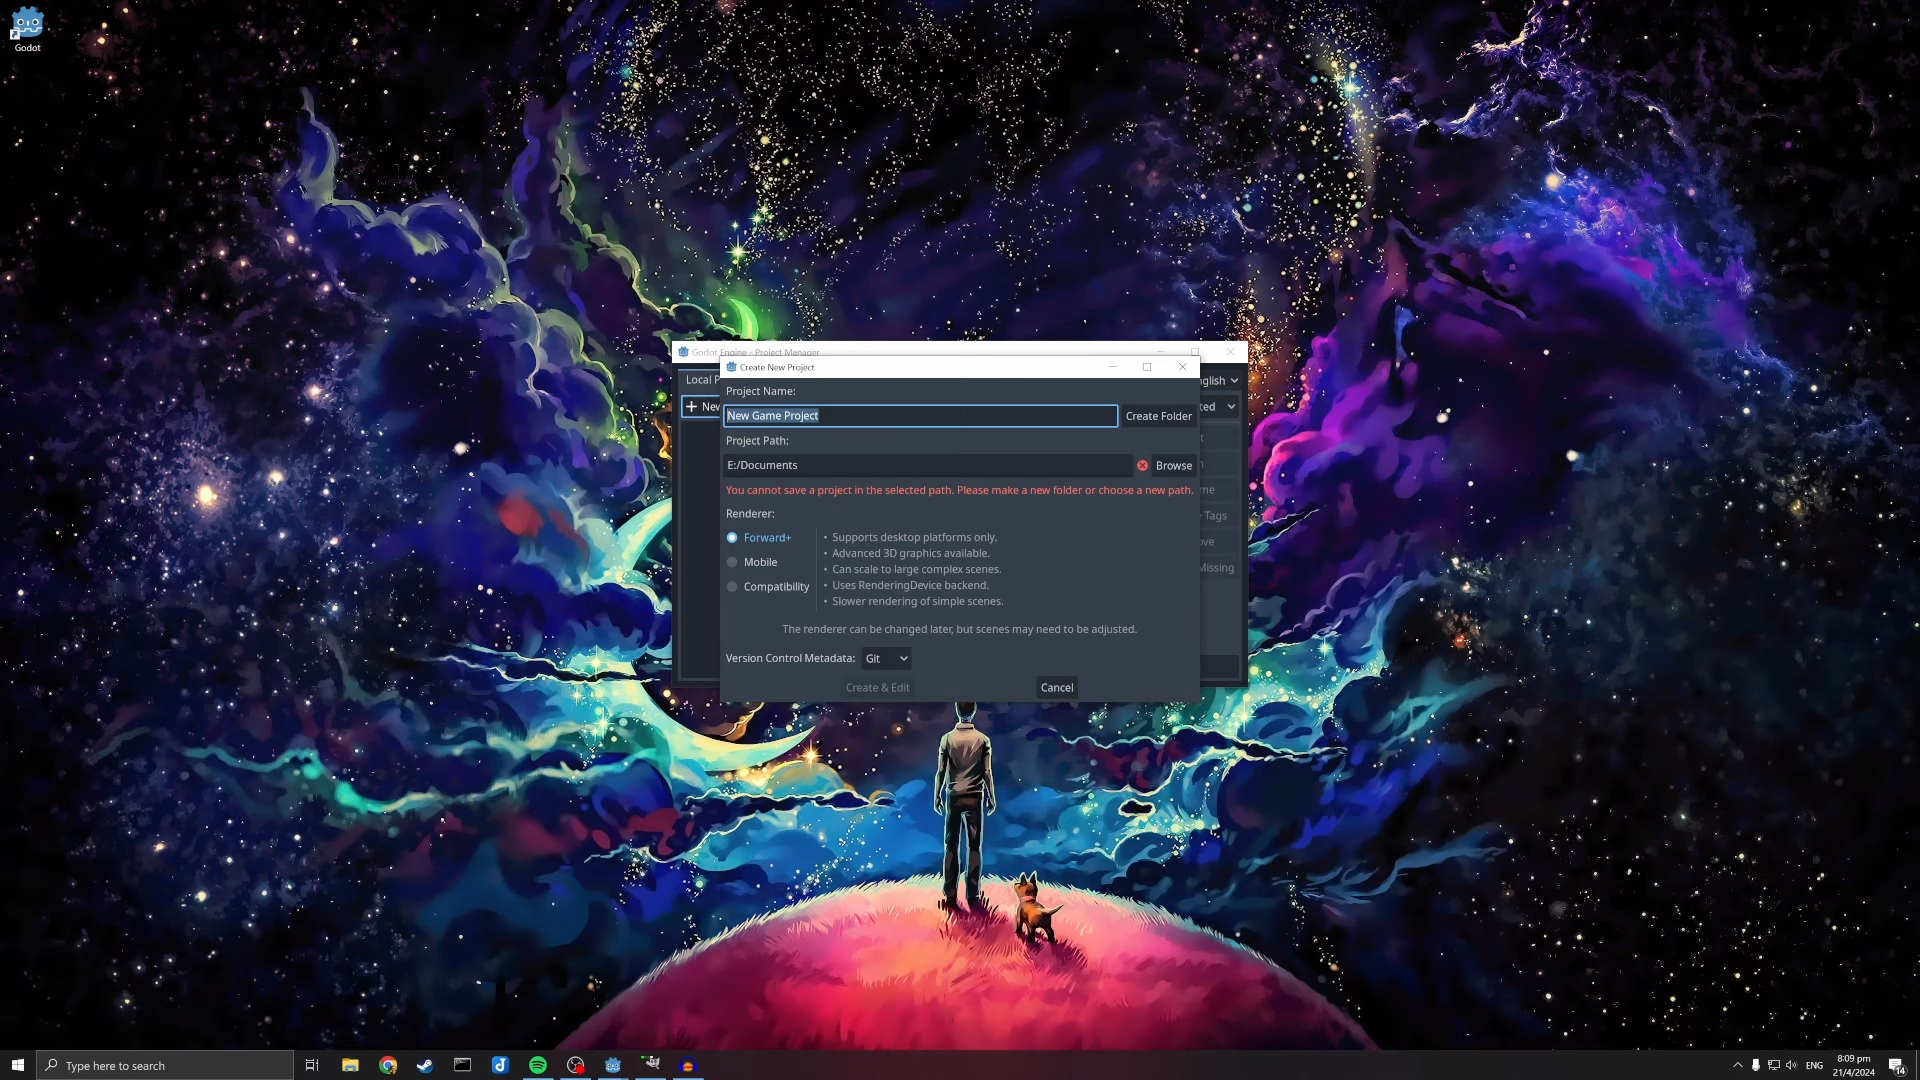 Godot
Godot Engine - Project Manager
Create New Project
Local P
nglish
Project Name:
New
ted
New Game Project
Create Folder
Project Path:
E:/Documents
Browse
You cannot save a project in the selected path. Please make a new folder or choose a new path.
me
Renderer:
Tags
Forward+
• Supports desktop platforms only.
ve
• Advanced 3D graphics available.
Mobile
• Can scale to large complex scenes.
Missing
Compatibility
• Uses RenderingDevice backend.
• Slower rendering of simple scenes.
The renderer can be changed later, but scenes may need to be adjusted.
Version Control Metadata:
Git
Create & Edit
Cancel
Type here to search
ENG
8:09 pm
21/4/2024
14